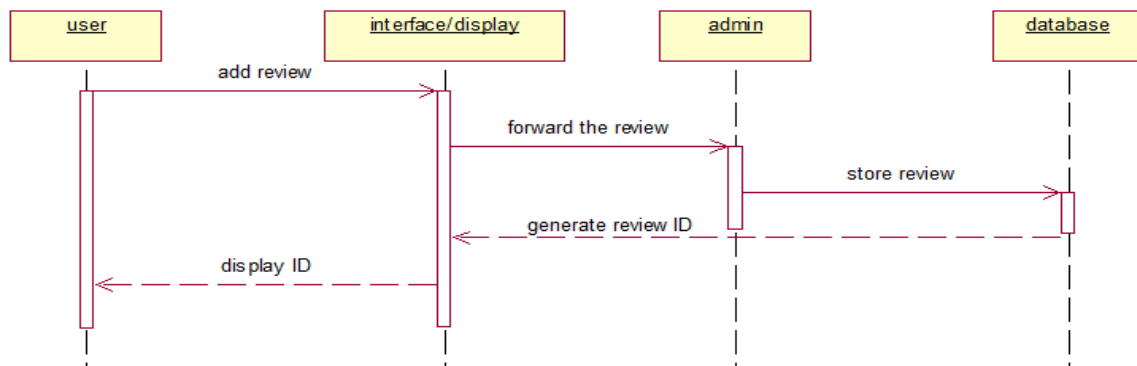 user
interface/display
admin
database
add review
forward the review
store review
generate review ID
display ID